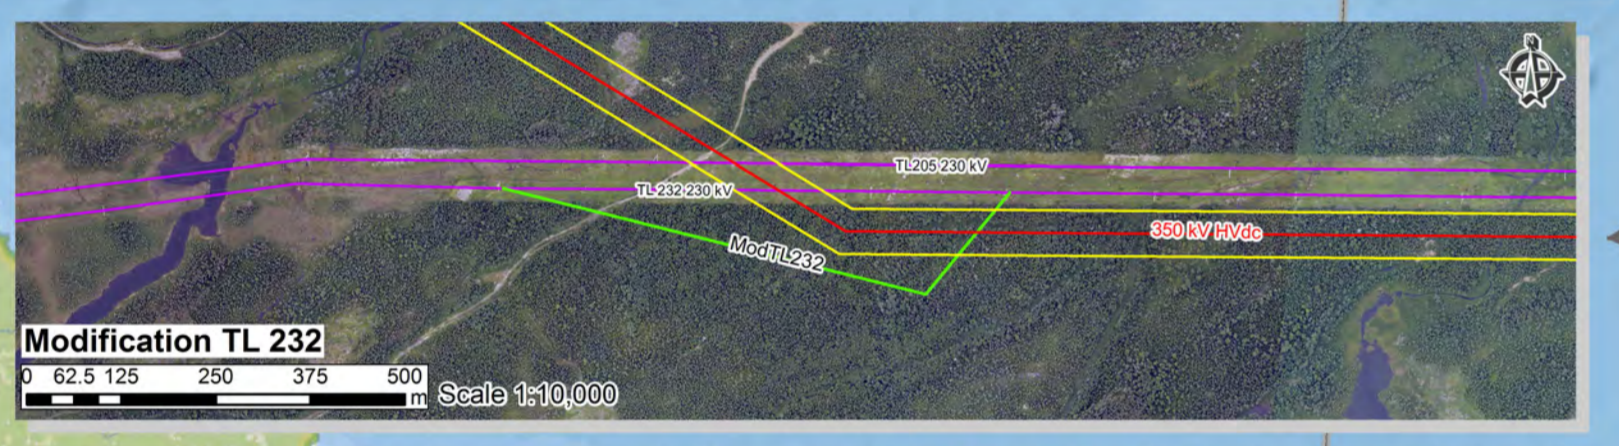 N
TL205 230 kV
TL 232 230 kV
350 kV HVdc
ModTL232
Modification TL 232
0 62.5 125 250 375 500
m
Scale 1:10,000